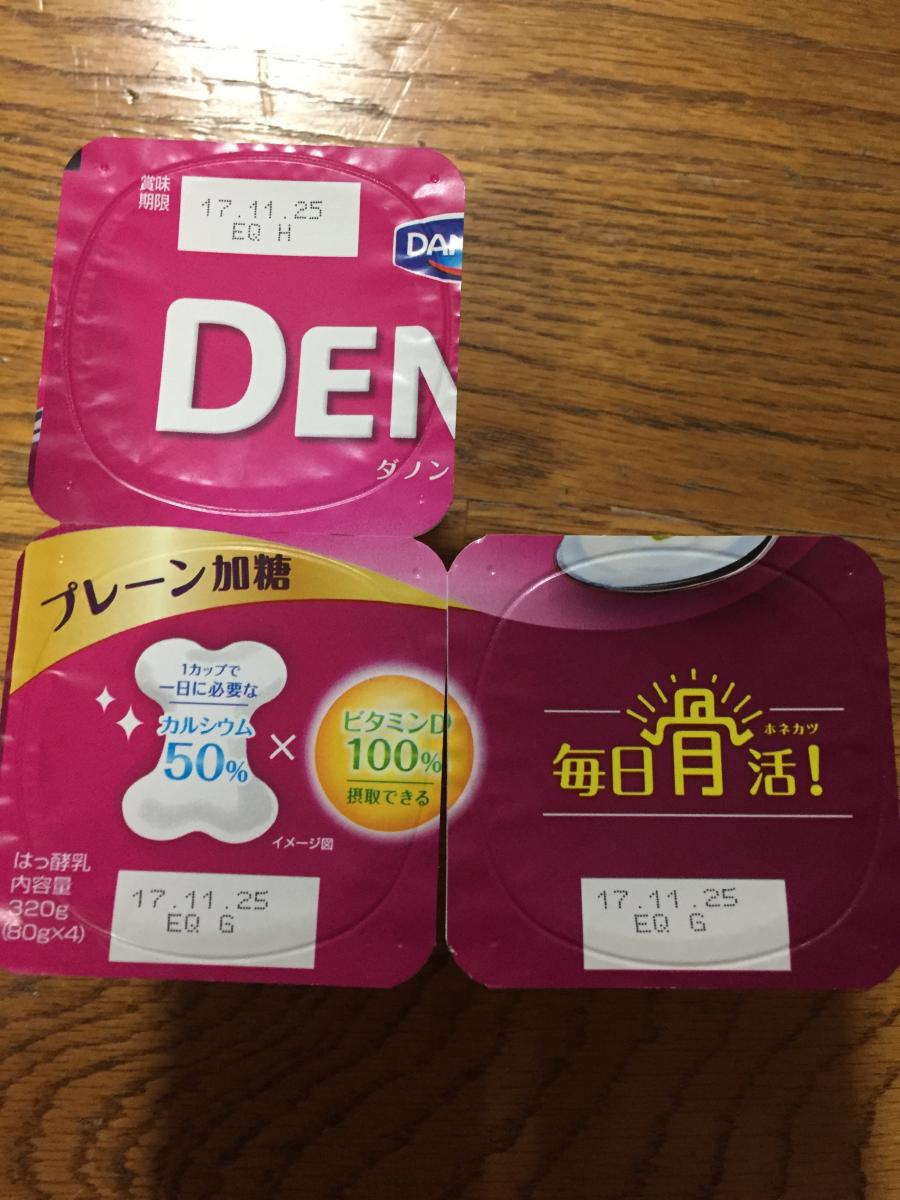 賞味
期限
17.11.25
EQ H
DAN
DEN
ダノン
プレーン加糖
1カップで
一日に必要な
カルシウム
50%
×
ビタミンD
100%
摂取できる
イメージ図
はっ酵乳
内容量
320g
(80g×4)
17.11.25
EQ G
ホネカツ
毎日骨活!
17.11.25
EQ G